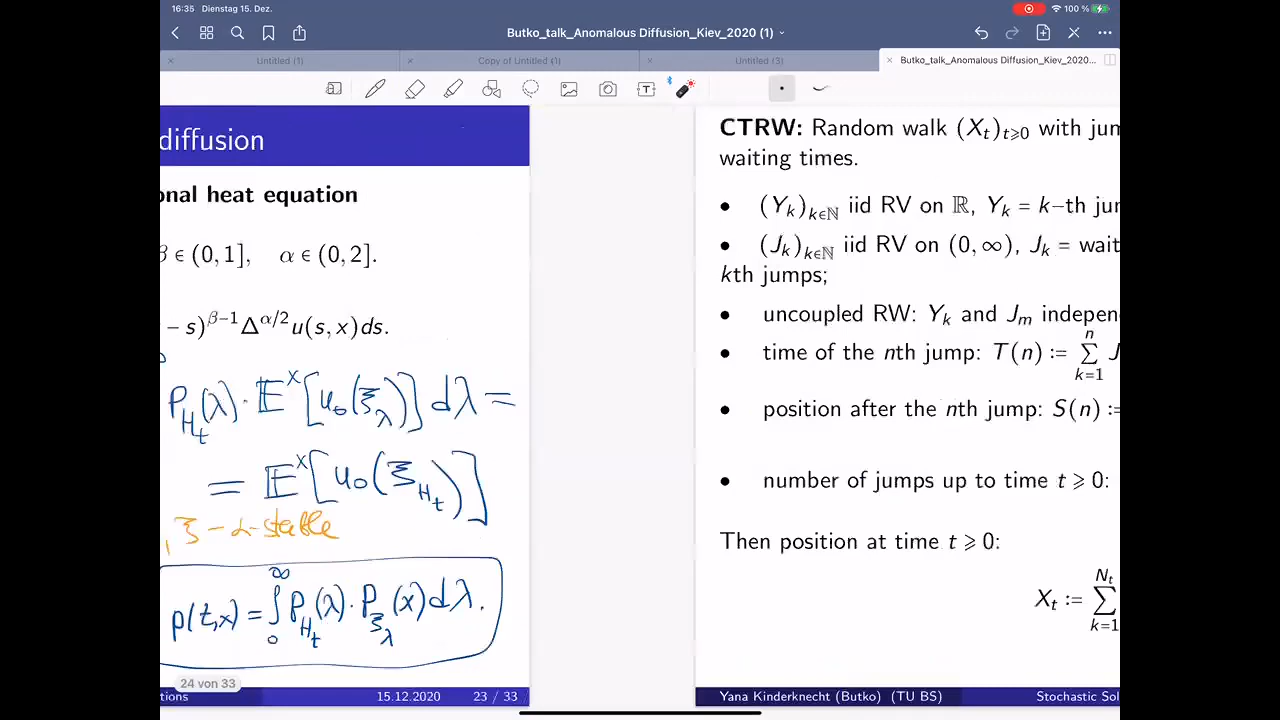 16:35 Dienstag 15. Dez.
100 %
Butko_talk_Anomalous Diffusion_Kiev_2020 (1)
Untitled (1)
Copy of Untitled (1)
Untitled (3)
Butko_talk_Anomalous Diffusion_Kiev_2020...
diffusion
onal heat equation
β ∈ (0, 1], α ∈ (0, 2].
− s)^{β−1} Δ^{α/2} u(s, x)ds.
P_{H_t}(λ) · 𝔼^x [u_0(ξ_λ)] dλ =
= 𝔼^x [u_0(ξ_{H_t})]
, ξ – α-stable
p(t,x) = ∫_0^∞ P_{H_t}(λ) · P_{ξ_λ}(x) dλ.
24 von 33
tions 15.12.2020 23 / 33
CTRW: Random walk (X_t)_{t⩾0} with jum
waiting times.
• (Y_k)_{k∈ℕ} iid RV on ℝ, Y_k = k–th jur
• (J_k)_{k∈ℕ} iid RV on (0, ∞), J_k = wait
kth jumps;
• uncoupled RW: Y_k and J_m indepen
• time of the nth jump: T(n) := ∑_{k=1}^{n} J
• position after the nth jump: S(n) :=
• number of jumps up to time t ⩾ 0:
Then position at time t ⩾ 0:
X_t := ∑_{k=1}^{N_t}
Yana Kinderknecht (Butko) (TU BS) Stochastic Sol